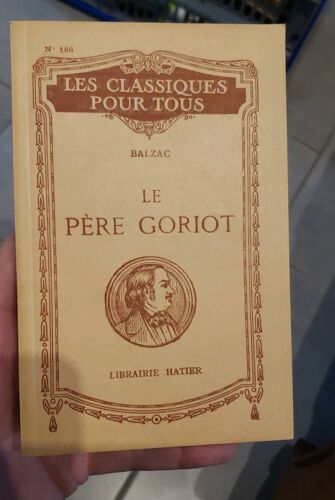 N° 186
LES CLASSIQUES
POUR TOUS
BALZAC
LE
PÈRE GORIOT
LIBRAIRIE HATIER